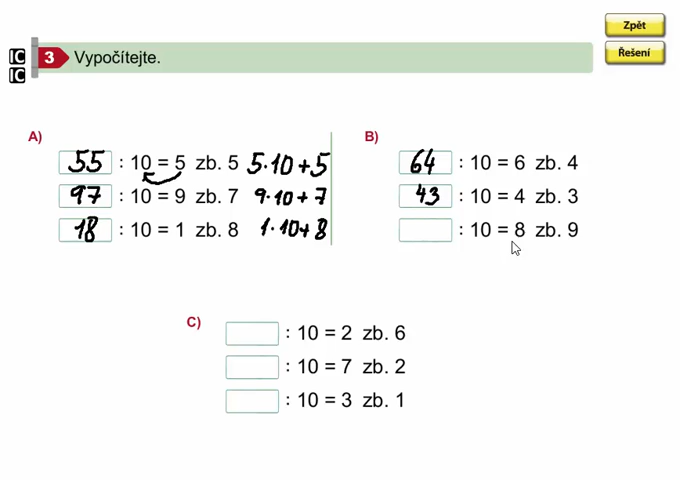 Zpět
Řešení
3 Vypočítejte.
A)
55 : 10 = 5 zb. 5 5·10+5
97 : 10 = 9 zb. 7 9·10+7
18 : 10 = 1 zb. 8 1·10+8
B)
64 : 10 = 6 zb. 4
43 : 10 = 4 zb. 3
: 10 = 8 zb. 9
C)
: 10 = 2 zb. 6
: 10 = 7 zb. 2
: 10 = 3 zb. 1